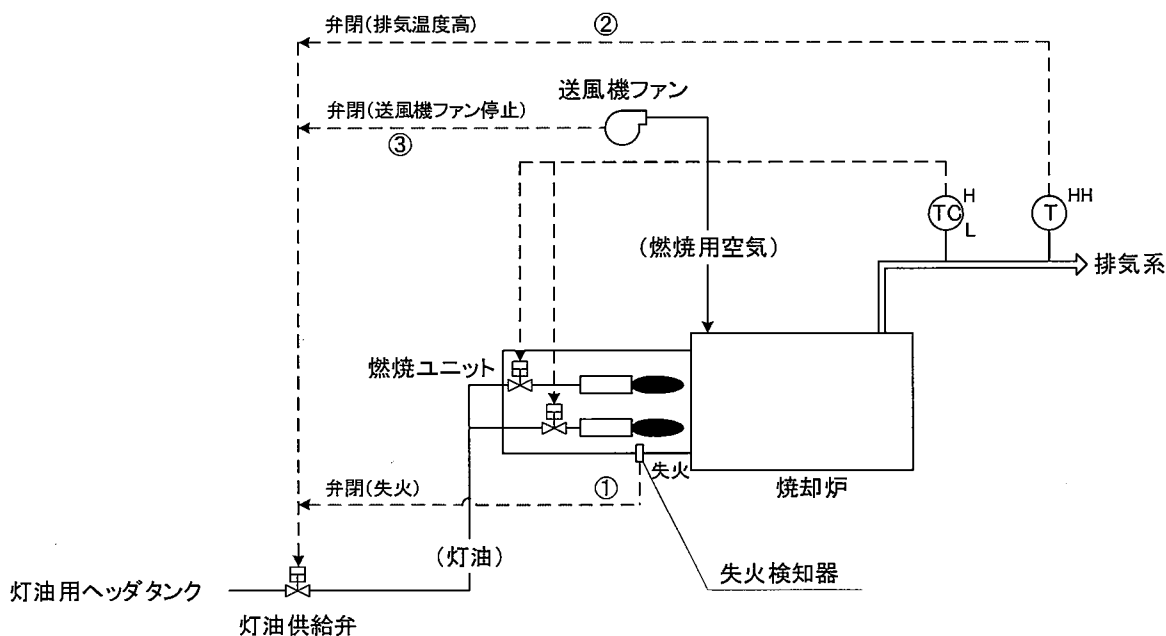 弁閉(排気温度高)
②
送風機ファン
弁閉(送風機ファン停止)
③
TC
H
L
T
HH
(燃焼用空気)
排気系
燃焼ユニット
失火
焼却炉
弁閉(失火)
①
(灯油)
失火検知器
灯油用ヘッダタンク
灯油供給弁